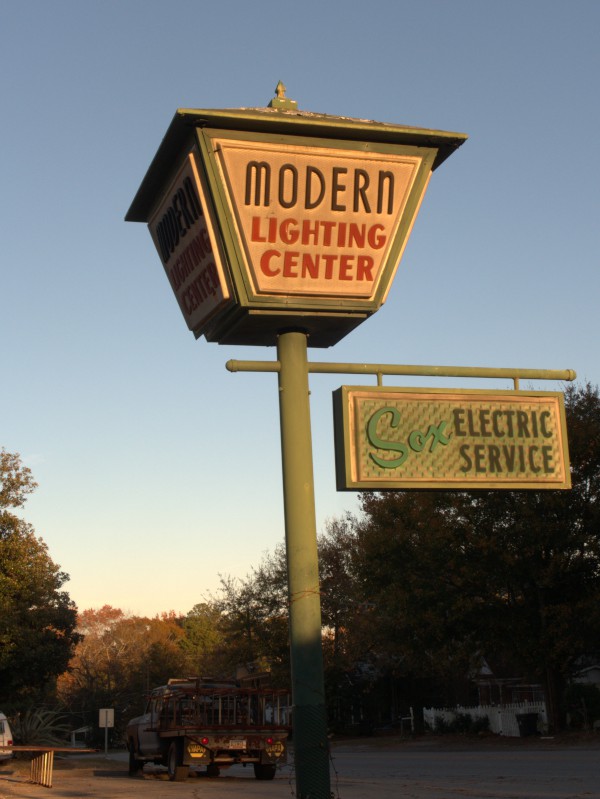 MODERN
LIGHTING
CENTER
MODERN
LIGHTING
CENTER
Sox ELECTRIC
SERVICE